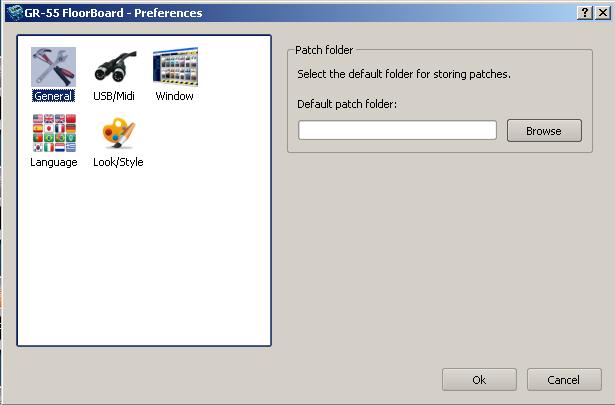 GR-55 FloorBoard - Preferences
General
USB/Midi
Window
Language
Look/Style
Patch folder
Select the default folder for storing patches.
Default patch folder:
Browse
Ok
Cancel